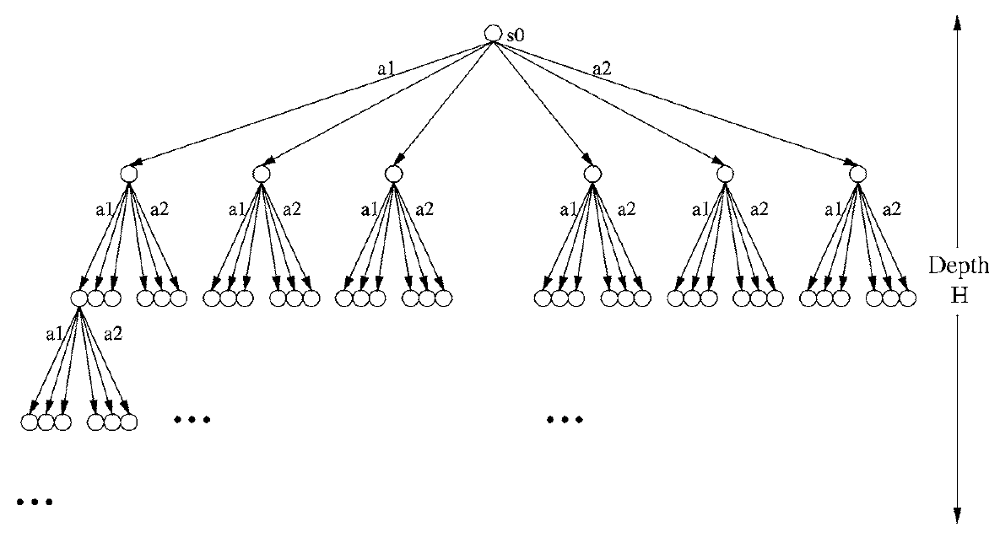 s0
a1 a2
a1 a2 a1 a2 a1 a2 a1 a2 a1 a2 a1 a2
Depth
H
a1 a2
• • • • • •
• • •